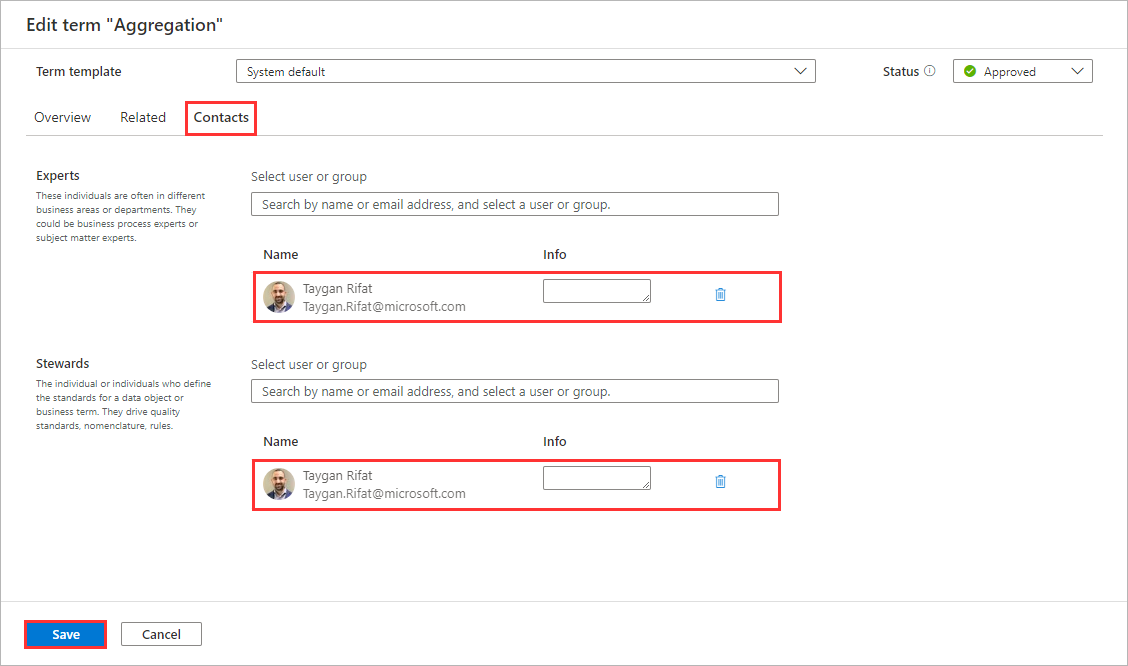 Edit term "Aggregation"
Term template
System default
Status
Approved
Overview
Related
Contacts
Experts
These individuals are often in different
business areas or departments. They
could be business process experts or
subject matter experts.
Select user or group
Search by name or email address, and select a user or group.
Name
Info
Taygan Rifat
Taygan.Rifat@microsoft.com
Stewards
The individual or individuals who define
the standards for a data object or
business term. They drive quality
standards, nomenclature, rules.
Select user or group
Search by name or email address, and select a user or group.
Name
Info
Taygan Rifat
Taygan.Rifat@microsoft.com
Save
Cancel